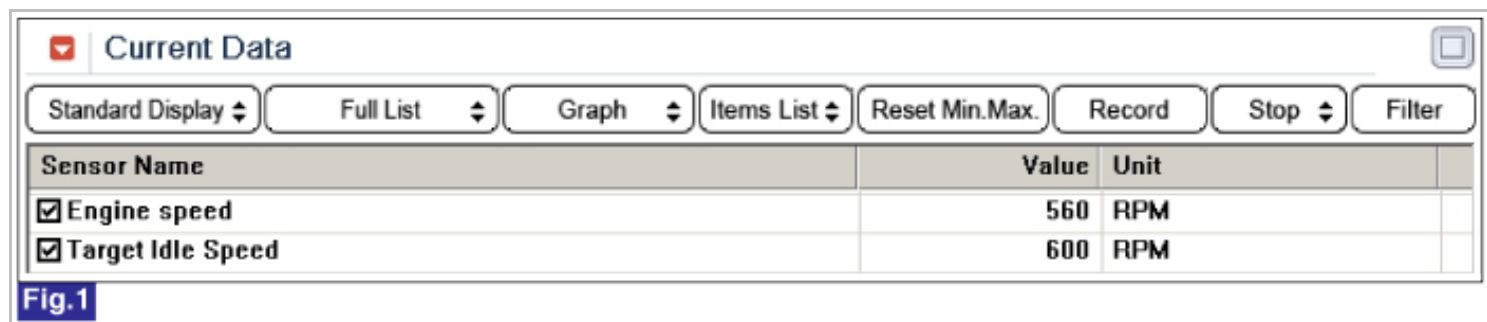 Current Data
Standard Display Full List Graph Items List Reset Min.Max. Record Stop Filter
Sensor Name Value Unit
Engine speed 560 RPM
Target Idle Speed 600 RPM
Fig.1